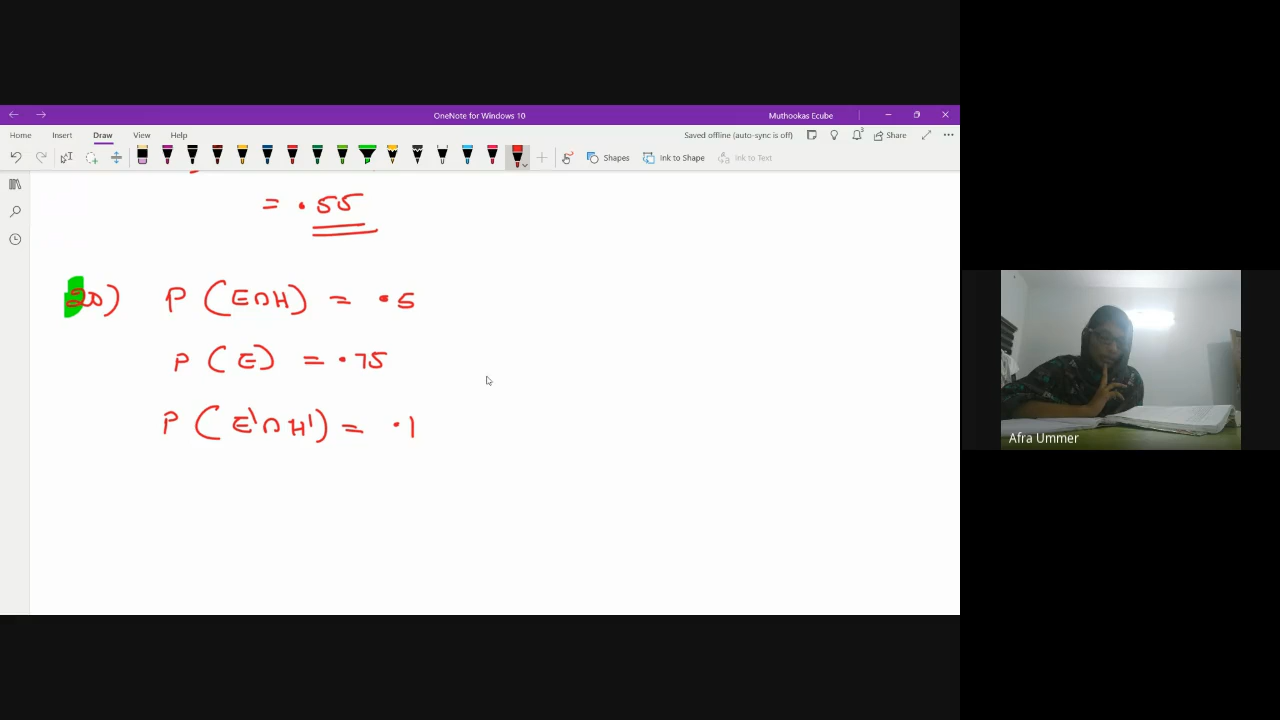 OneNote for Windows 10
Muthookas Ecube
Home Insert Draw View Help
Saved offline (auto-sync is off)
3
Share
Shapes
Ink to Shape
Ink to Text
= .55
20) P (E∩H) = .5
P (E) = .75
P (E'∩H') = .1
Afra Ummer